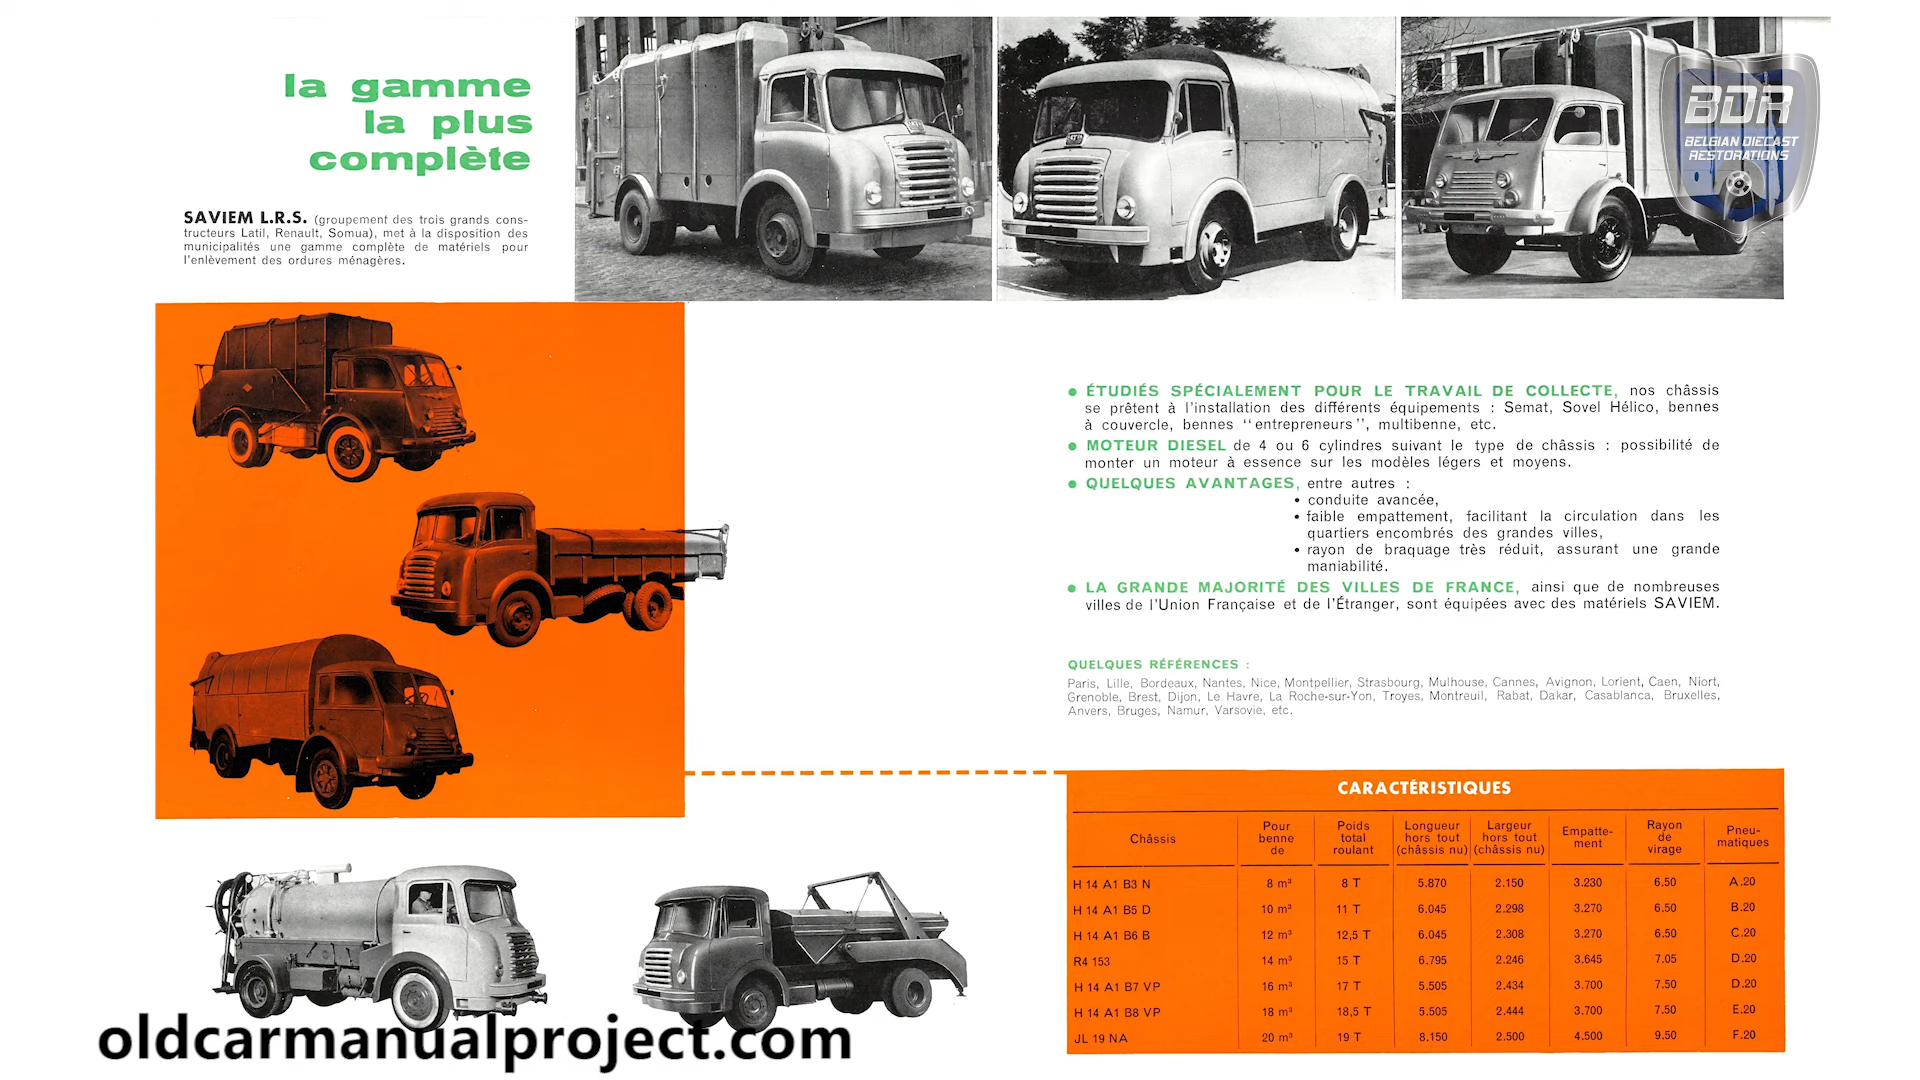 la gamme
la plus
complète
SAVIEM L.R.S. (groupement des trois grands cons-
tructeurs Latil, Renault, Somua), met à la disposition des
municipalités une gamme complète de matériels pour
l'enlèvement des ordures ménagères.
BDR
BELGIAN DIECAST
RESTORATIONS
• ÉTUDIÉS SPÉCIALEMENT POUR LE TRAVAIL DE COLLECTE, nos châssis
se prêtent à l'installation des différents équipements : Semat, Sovel Hélico, bennes
à couvercle, bennes "entrepreneurs", multibenne, etc.
• MOTEUR DIESEL de 4 ou 6 cylindres suivant le type de châssis : possibilité de
monter un moteur à essence sur les modèles légers et moyens.
• QUELQUES AVANTAGES, entre autres :
• conduite avancée,
• faible empattement, facilitant la circulation dans les
quartiers encombrés des grandes villes,
• rayon de braquage très réduit, assurant une grande
maniabilité.
• LA GRANDE MAJORITÉ DES VILLES DE FRANCE, ainsi que de nombreuses
villes de l'Union Française et de l'Étranger, sont équipées avec des matériels SAVIEM.
QUELQUES RÉFÉRENCES :
Paris, Lille, Bordeaux, Nantes, Nice, Montpellier, Strasbourg, Mulhouse, Cannes, Avignon, Lorient, Caen, Niort,
Grenoble, Brest, Dijon, Le Havre, La Roche-sur-Yon, Troyes, Montreuil, Rabat, Dakar, Casablanca, Bruxelles,
Anvers, Bruges, Namur, Varsovie, etc.
CARACTÉRISTIQUES
Châssis | Pour benne de | Poids total roulant | Longueur hors tout (châssis nu) | Largeur hors tout (châssis nu) | Empatte-ment | Rayon de virage | Pneu-matiques
H 14 A1 B3 N 8 m³ 8 T 5.870 2.150 3.230 6.50 A.20
H 14 A1 B5 D 10 m³ 11 T 6.045 2.298 3.270 6.50 B.20
H 14 A1 B6 B 12 m³ 12,5 T 6.045 2.308 3.270 6.50 C.20
R4 153 14 m³ 15 T 6.795 2.246 3.645 7.05 D.20
H 14 A1 B7 VP 16 m³ 17 T 5.505 2.434 3.700 7.50 D.20
H 14 A1 B8 VP 18 m³ 18,5 T 5.505 2.444 3.700 7.50 E.20
JL 19 NA 20 m³ 19 T 8.150 2.500 4.500 9.50 F.20
oldcarmanualproject.com